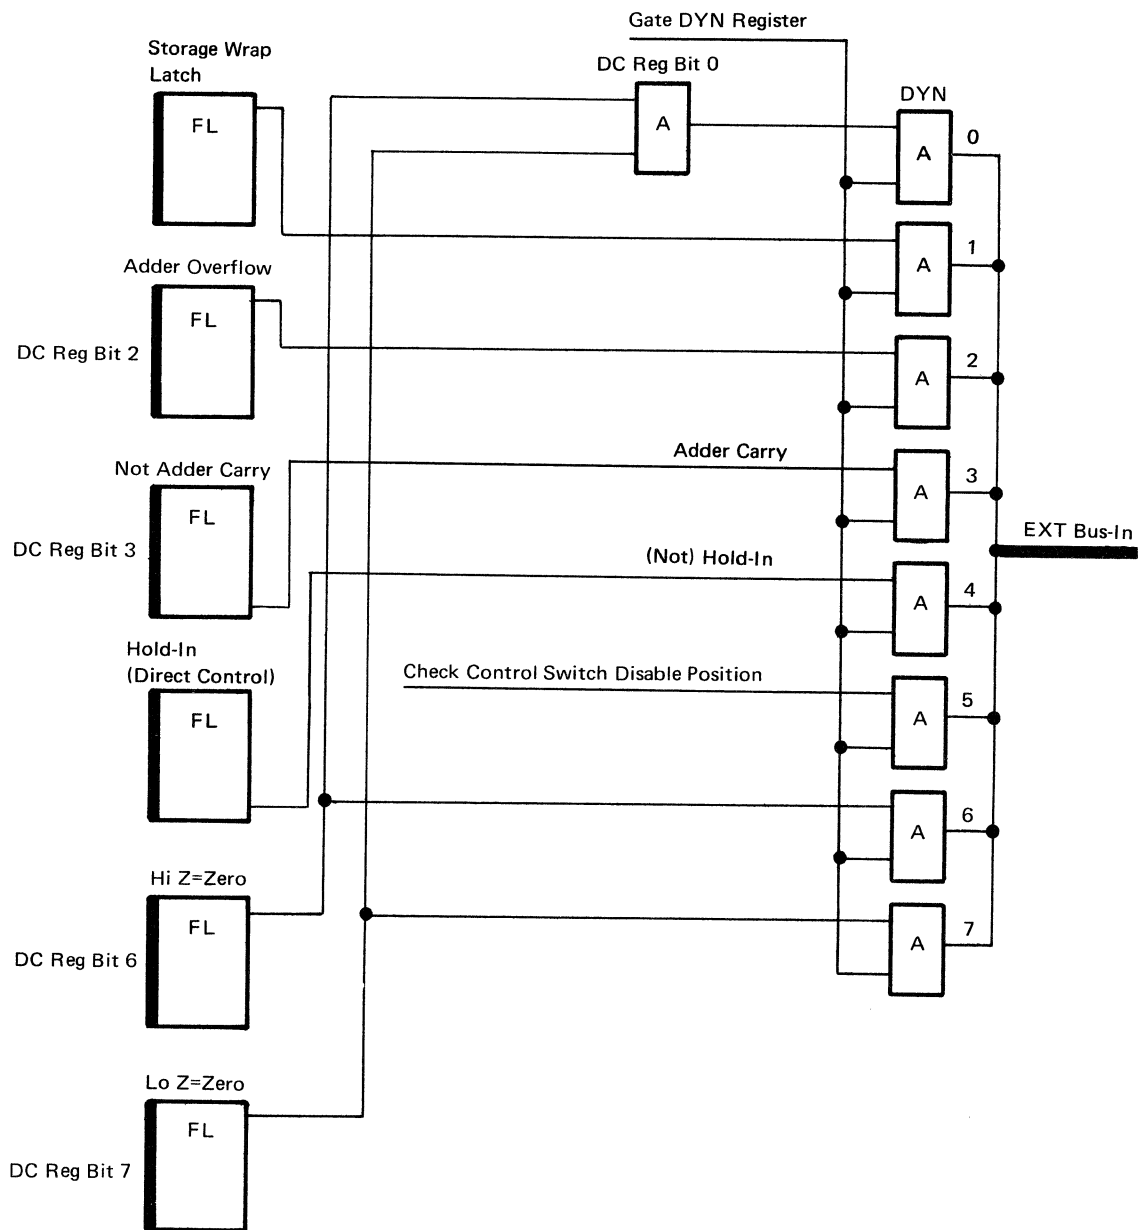 Gate DYN Register
Storage Wrap
Latch
DC Reg Bit 0
DYN
FL
A
A
0
A
1
Adder Overflow
FL
DC Reg Bit 2
A
2
Not Adder Carry
Adder Carry
FL
A
3
DC Reg Bit 3
EXT Bus-In
(Not) Hold-In
A
4
Hold-In
(Direct Control)
Check Control Switch Disable Position
FL
A
5
A
6
Hi Z=Zero
FL
A
7
DC Reg Bit 6
Lo Z=Zero
FL
DC Reg Bit 7